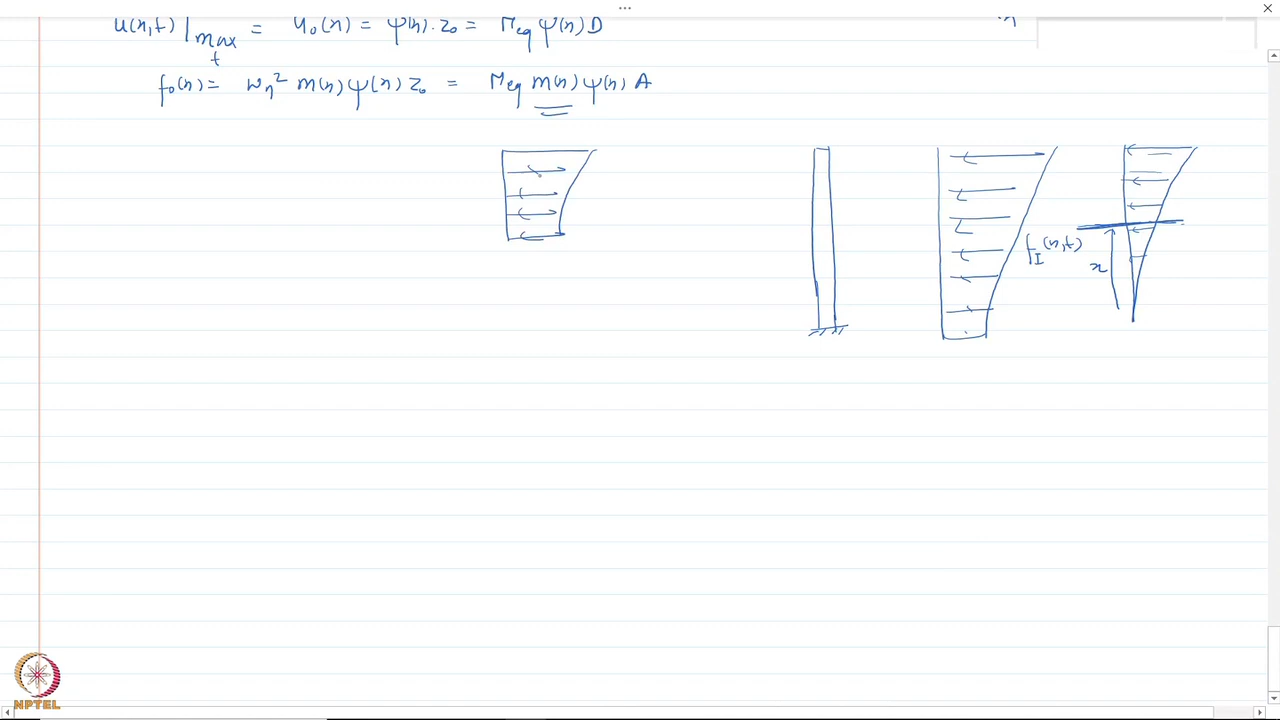 u(x,t)|max t = u₀(x) = ψ(x).z₀ = Γeq ψ(x) D
f₀(x) = ωn² m(x) ψ(x) z₀ = Γeq m(x) ψ(x) A
fI(x,t)
x
NPTEL